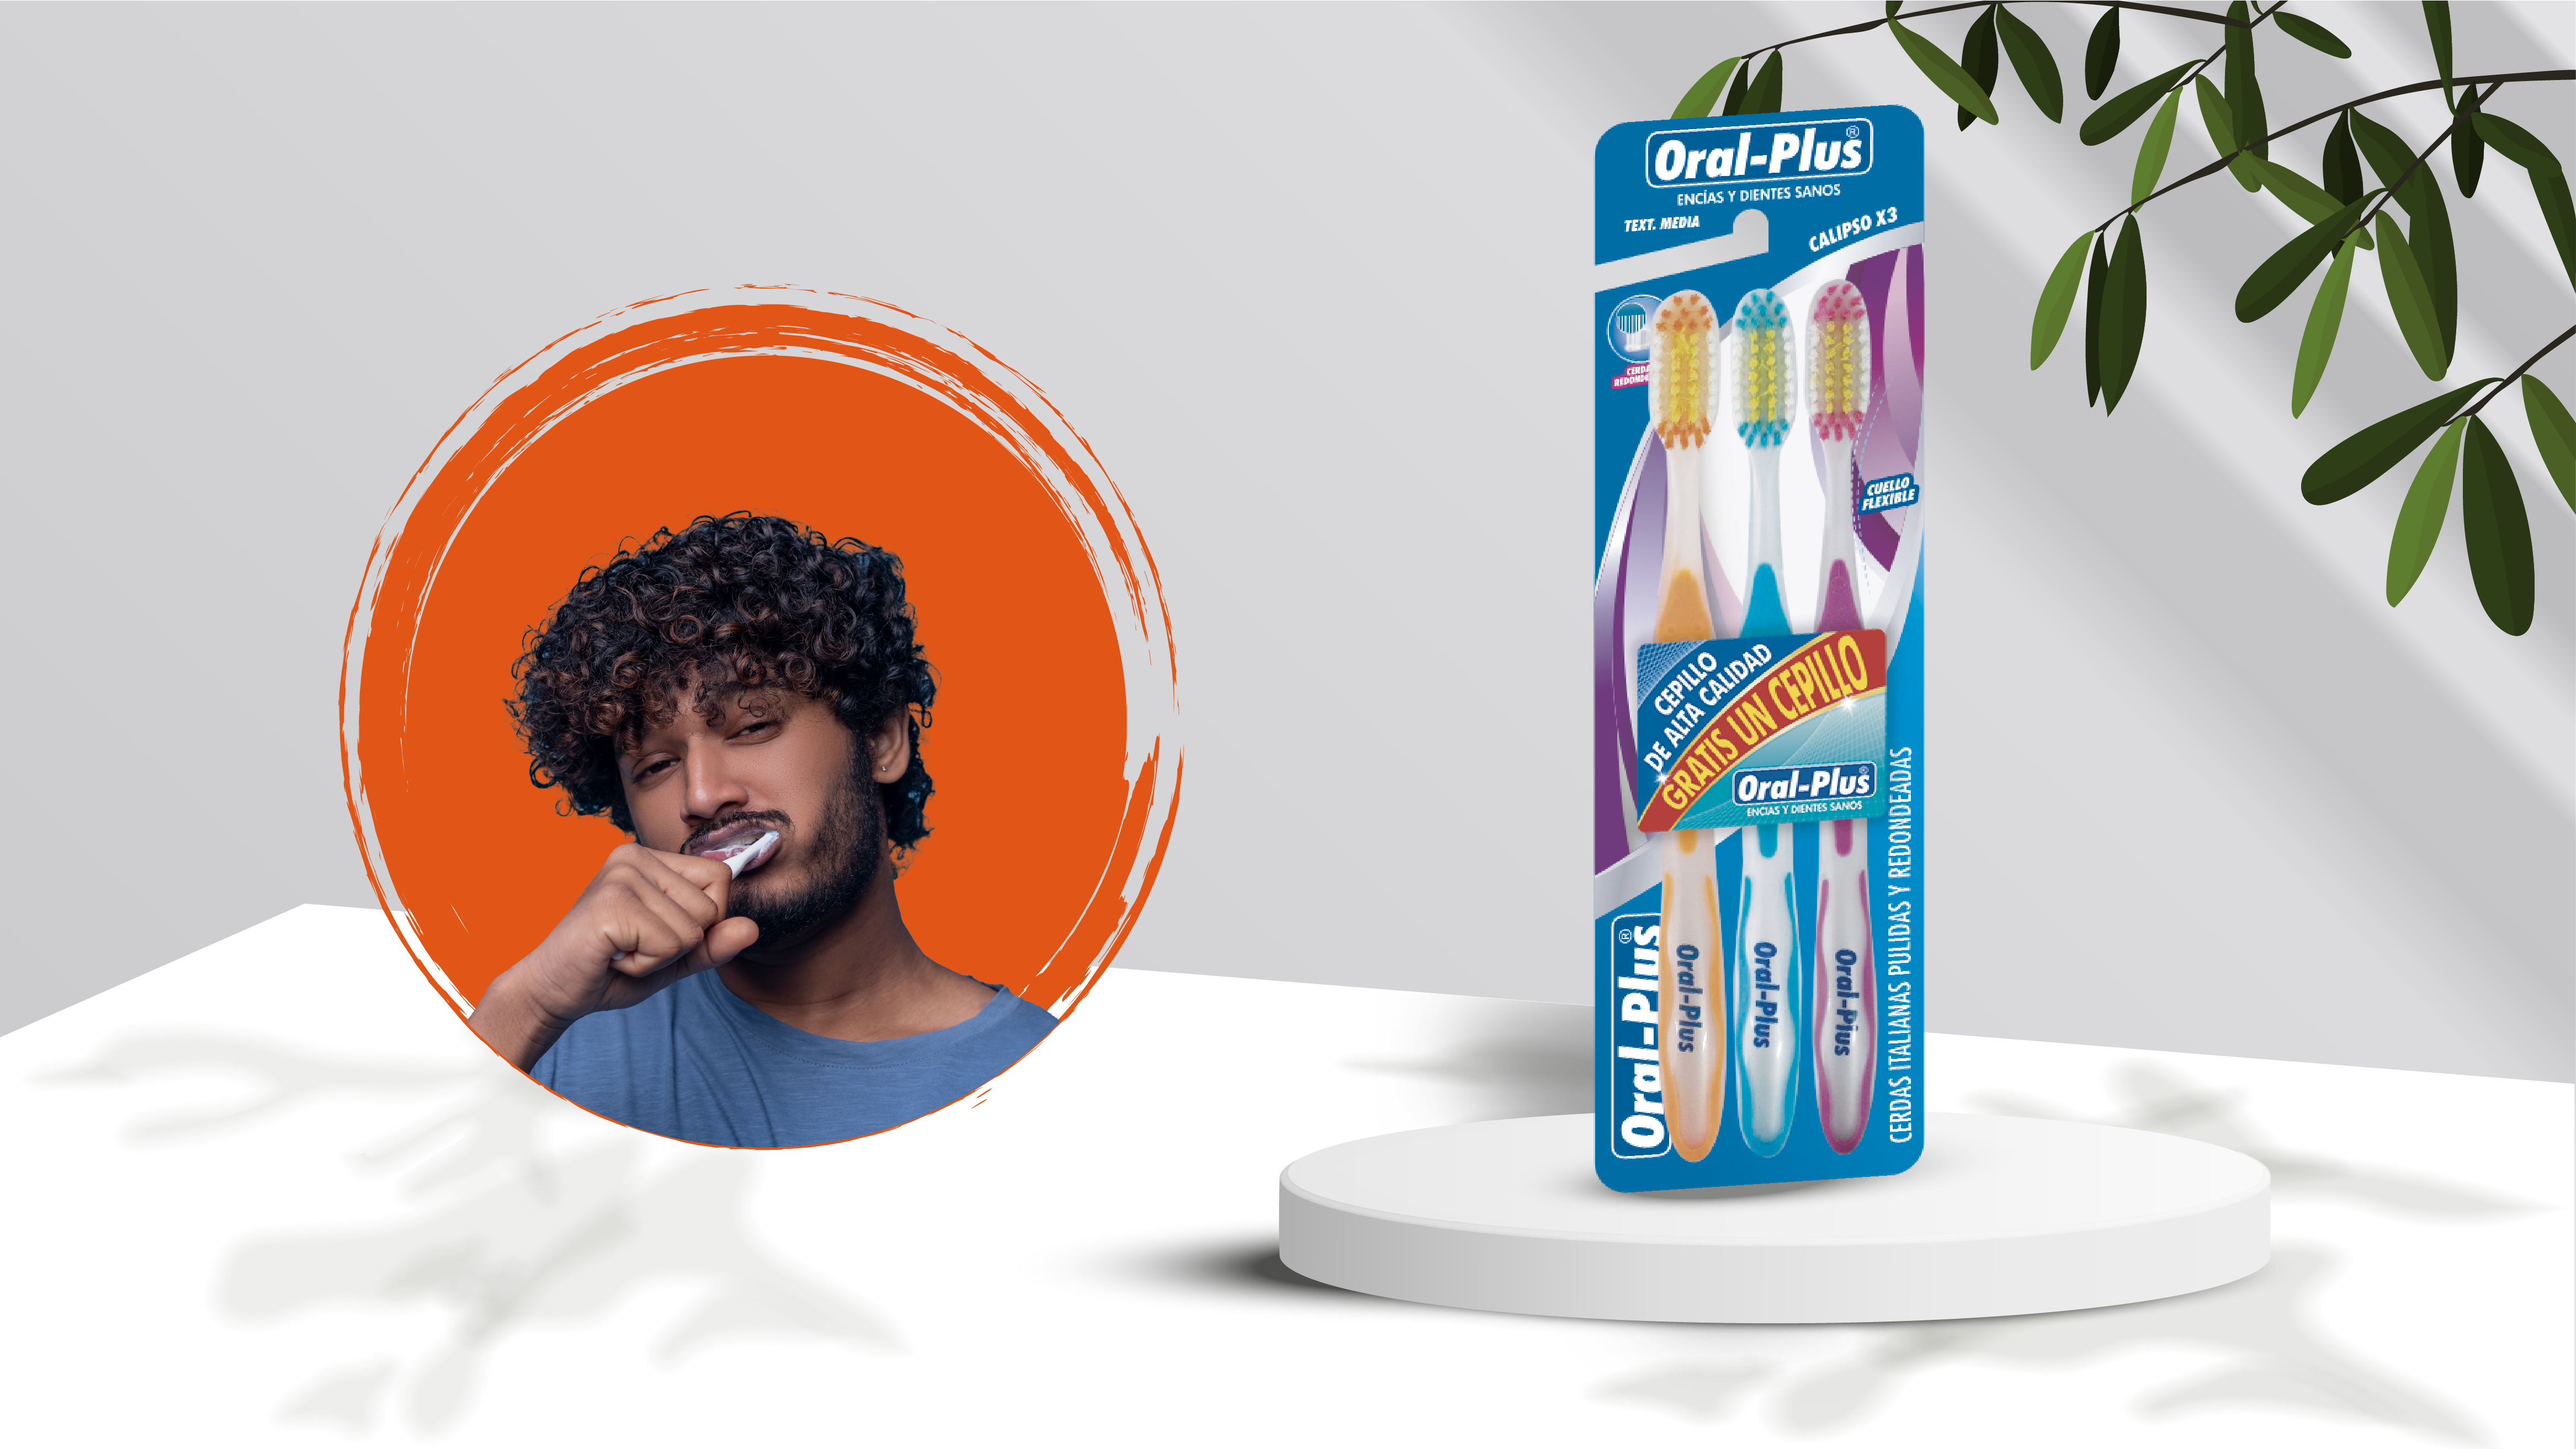 Oral-Plus®
ENCÍAS Y DIENTES SANOS
TEXT. MEDIA
CALIPSO X3
CUELLO
FLEXIBLE
CEPILLO
DE ALTA CALIDAD
GRATIS UN CEPILLO
Oral-Plus®
ENCÍAS Y DIENTES SANOS
Oral-Plus®
Oral-Plus
Oral-Plus
Oral-Plus
CERDAS ITALIANAS PULIDAS Y REDONDEADAS